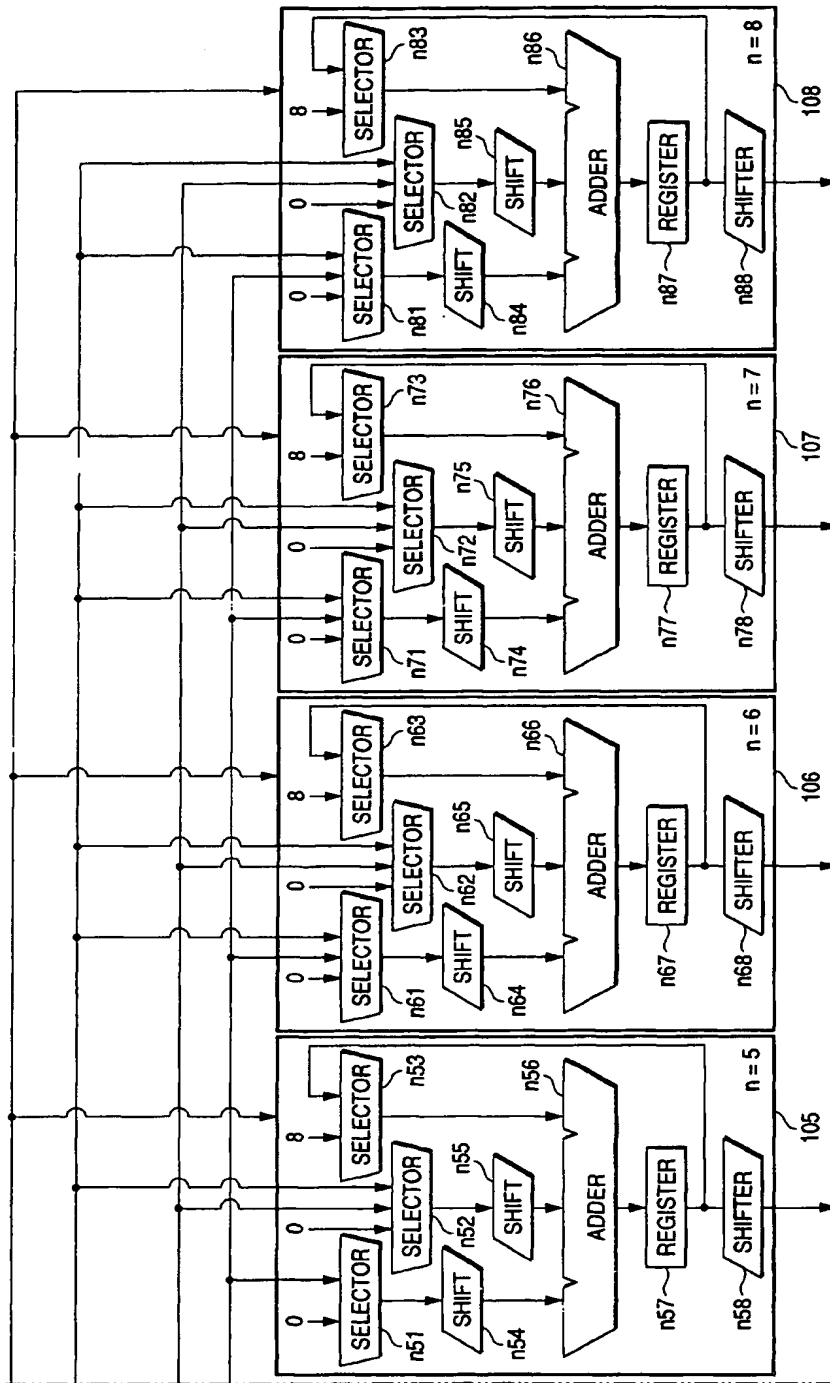 0
SELECTOR
n51
0
SELECTOR
n52
8
SELECTOR
n53
SHIFT
n54
SHIFT
n55
ADDER
n56
REGISTER
n57
SHIFTER
n58
n = 5
105
0
SELECTOR
n61
0
SELECTOR
n62
8
SELECTOR
n63
SHIFT
n64
SHIFT
n65
ADDER
n66
REGISTER
n67
SHIFTER
n68
n = 6
106
0
SELECTOR
n71
0
SELECTOR
n72
8
SELECTOR
n73
SHIFT
n74
SHIFT
n75
ADDER
n76
REGISTER
n77
SHIFTER
n78
n = 7
107
0
SELECTOR
n81
0
SELECTOR
n82
8
SELECTOR
n83
SHIFT
n84
SHIFT
n85
ADDER
n86
REGISTER
n87
SHIFTER
n88
n = 8
108